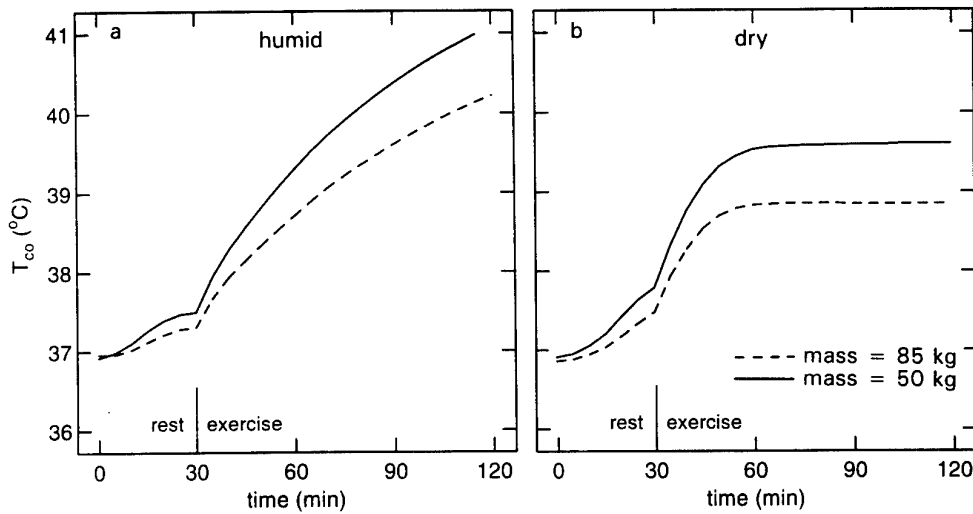 a
humid
b
dry
41
40
39
38
37
36
T_co (°C)
rest
exercise
0
30
60
90
120
time (min)
mass = 85 kg
mass = 50 kg
rest
exercise
0
30
60
90
120
time (min)